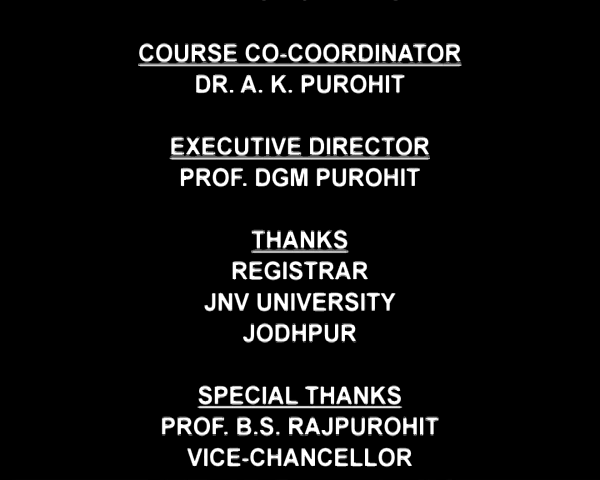 COURSE CO-COORDINATOR
DR. A. K. PUROHIT
EXECUTIVE DIRECTOR
PROF. DGM PUROHIT
THANKS
REGISTRAR
JNV UNIVERSITY
JODHPUR
SPECIAL THANKS
PROF. B.S. RAJPUROHIT
VICE-CHANCELLOR